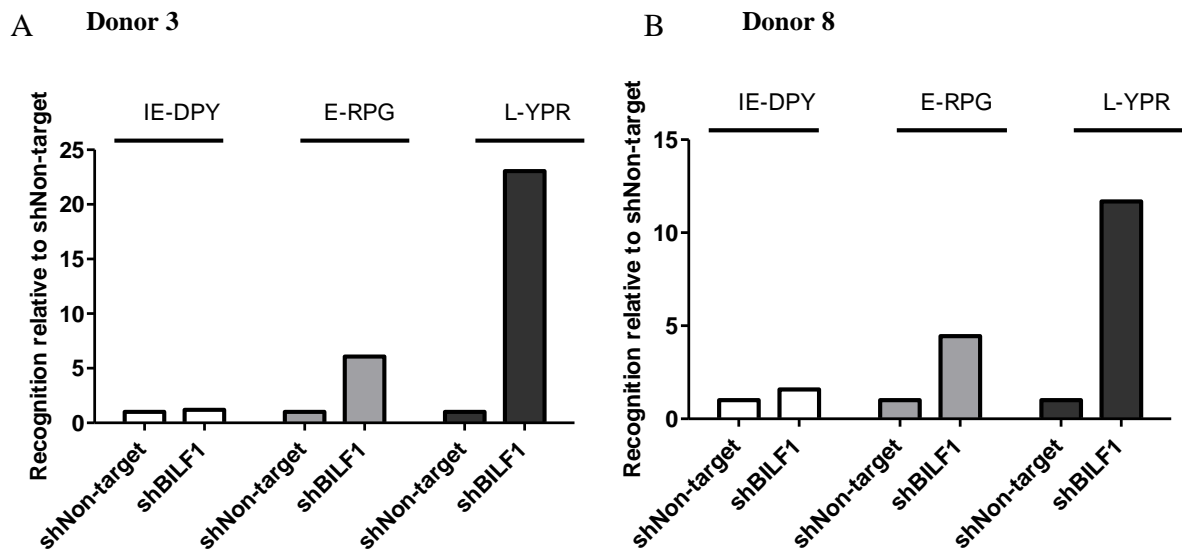 A Donor 3
IE-DPY E-RPG L-YPR
Recognition relative to shNon-target
25
20
15
10
5
0
shNon-target shBILF1 shNon-target shBILF1 shNon-target shBILF1
B Donor 8
IE-DPY E-RPG L-YPR
Recognition relative to shNon-target
15
10
5
0
shNon-target shBILF1 shNon-target shBILF1 shNon-target shBILF1